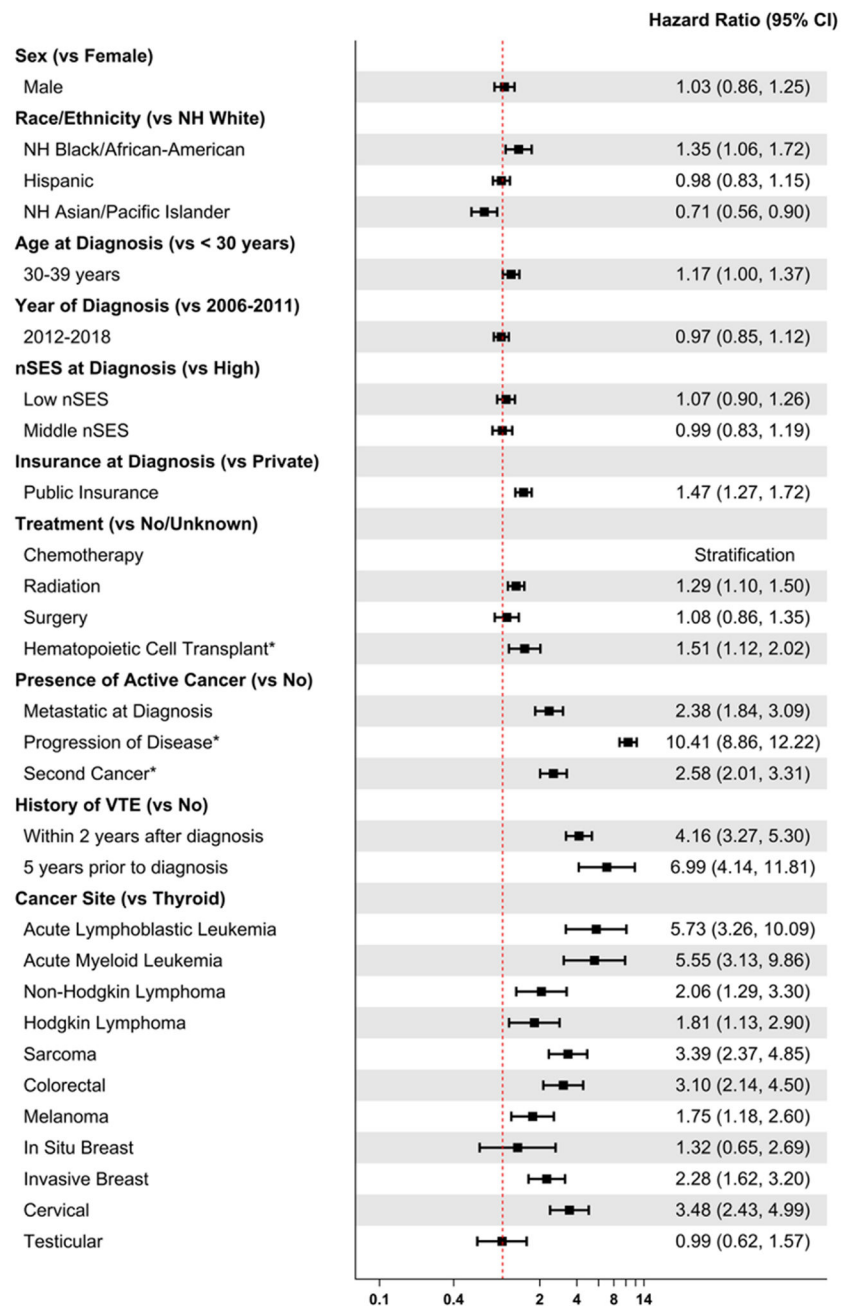 Hazard Ratio (95% CI)
Sex (vs Female)
Male 1.03 (0.86, 1.25)
Race/Ethnicity (vs NH White)
NH Black/African-American 1.35 (1.06, 1.72)
Hispanic 0.98 (0.83, 1.15)
NH Asian/Pacific Islander 0.71 (0.56, 0.90)
Age at Diagnosis (vs < 30 years)
30-39 years 1.17 (1.00, 1.37)
Year of Diagnosis (vs 2006-2011)
2012-2018 0.97 (0.85, 1.12)
nSES at Diagnosis (vs High)
Low nSES 1.07 (0.90, 1.26)
Middle nSES 0.99 (0.83, 1.19)
Insurance at Diagnosis (vs Private)
Public Insurance 1.47 (1.27, 1.72)
Treatment (vs No/Unknown)
Chemotherapy Stratification
Radiation 1.29 (1.10, 1.50)
Surgery 1.08 (0.86, 1.35)
Hematopoietic Cell Transplant* 1.51 (1.12, 2.02)
Presence of Active Cancer (vs No)
Metastatic at Diagnosis 2.38 (1.84, 3.09)
Progression of Disease* 10.41 (8.86, 12.22)
Second Cancer* 2.58 (2.01, 3.31)
History of VTE (vs No)
Within 2 years after diagnosis 4.16 (3.27, 5.30)
5 years prior to diagnosis 6.99 (4.14, 11.81)
Cancer Site (vs Thyroid)
Acute Lymphoblastic Leukemia 5.73 (3.26, 10.09)
Acute Myeloid Leukemia 5.55 (3.13, 9.86)
Non-Hodgkin Lymphoma 2.06 (1.29, 3.30)
Hodgkin Lymphoma 1.81 (1.13, 2.90)
Sarcoma 3.39 (2.37, 4.85)
Colorectal 3.10 (2.14, 4.50)
Melanoma 1.75 (1.18, 2.60)
In Situ Breast 1.32 (0.65, 2.69)
Invasive Breast 2.28 (1.62, 3.20)
Cervical 3.48 (2.43, 4.99)
Testicular 0.99 (0.62, 1.57)
0.1 0.4 2 4 8 14